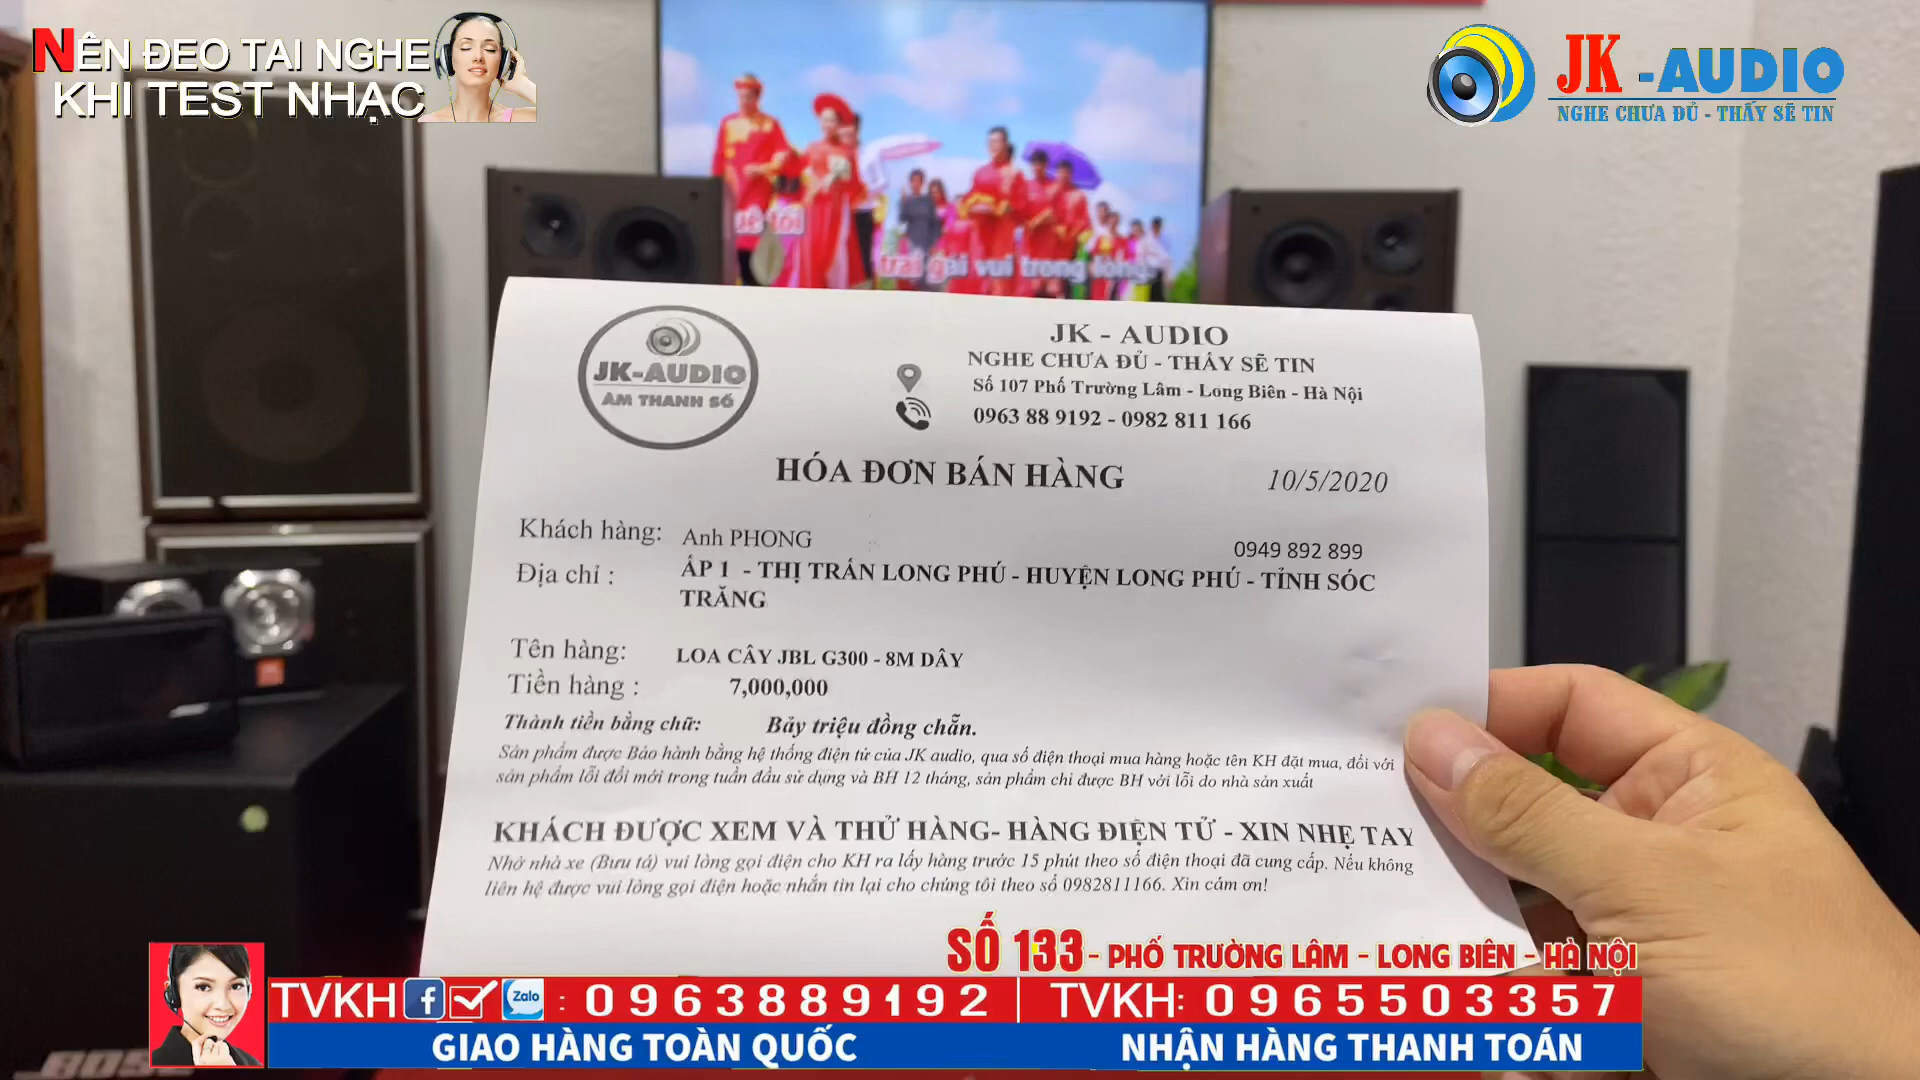 NÊN ĐEO TAI NGHE
KHI TEST NHẠC
JK -AUDIO
NGHE CHƯA ĐỦ - THẤY SẼ TIN
trai gái vui trong lòng
JK-AUDIO
ÂM THANH SỐ
JK - AUDIO
NGHE CHƯA ĐỦ - THẤY SẼ TIN
Số 107 Phố Trường Lâm - Long Biên - Hà Nội
0963 88 9192 - 0982 811 166
HÓA ĐƠN BÁN HÀNG
10/5/2020
Khách hàng: Anh PHONG
0949 892 899
Địa chỉ : ẤP 1 - THỊ TRẤN LONG PHÚ - HUYỆN LONG PHÚ - TỈNH SÓC
TRĂNG
Tên hàng: LOA CÂY JBL G300 - 8M DÂY
Tiền hàng : 7,000,000
Thành tiền bằng chữ: Bảy triệu đồng chẵn.
Sản phẩm được Bảo hành bằng hệ thống điện tử của JK audio, qua số điện thoại mua hàng hoặc tên KH đặt mua, đối với
sản phẩm lỗi đổi mới trong tuần đầu sử dụng và BH 12 tháng, sản phẩm chỉ được BH với lỗi do nhà sản xuất
KHÁCH ĐƯỢC XEM VÀ THỬ HÀNG- HÀNG ĐIỆN TỬ - XIN NHẸ TAY
Nhờ nhà xe (Bưu tá) vui lòng gọi điện cho KH ra lấy hàng trước 15 phút theo số điện thoại đã cung cấp. Nếu không
liên hệ được vui lòng gọi điện hoặc nhắn tin lại cho chúng tôi theo số 0982811166. Xin cám ơn!
SỐ 133 - PHỐ TRƯỜNG LÂM - LONG BIÊN - HÀ NỘI
TVKH f Zalo : 0963889192 | TVKH: 0965503357
GIAO HÀNG TOÀN QUỐC
NHẬN HÀNG THANH TOÁN
BOSE